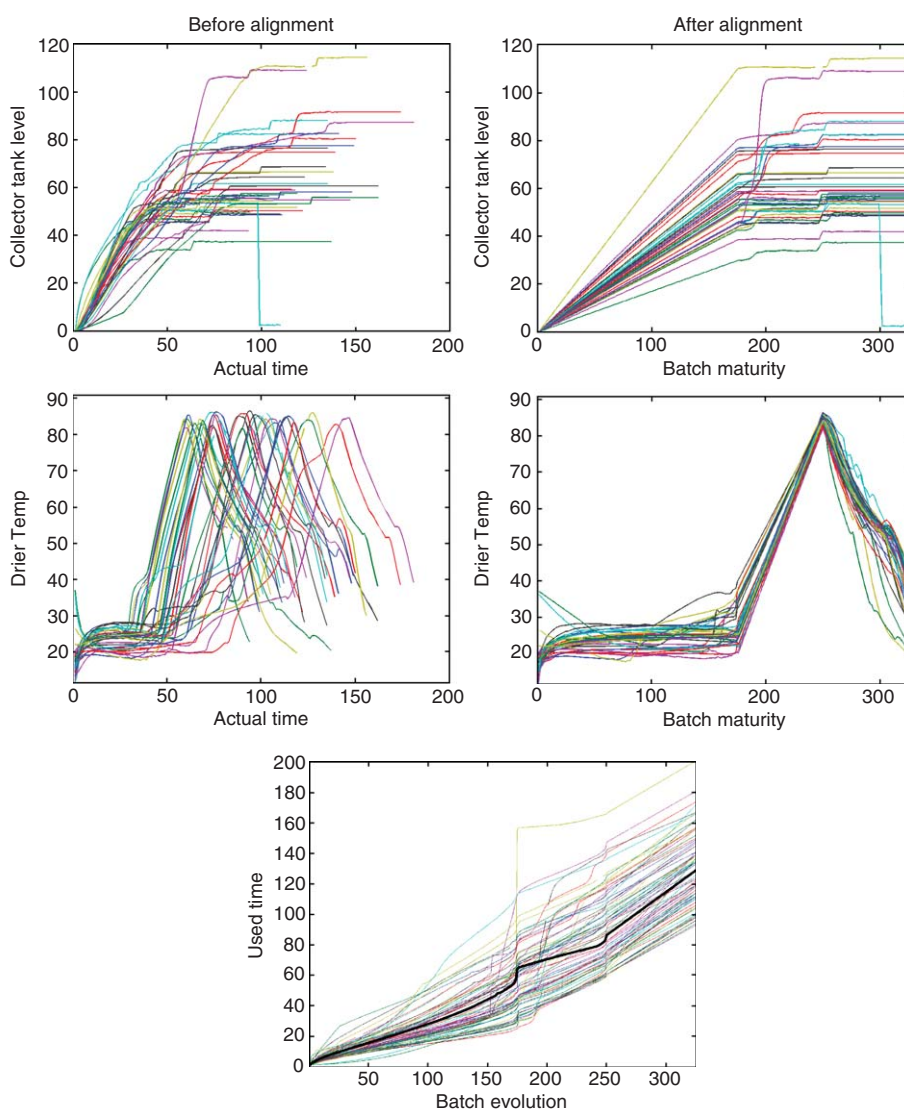 Before alignment
After alignment
120
100
80
60
40
20
0
Collector tank level
0 50 100 150 200
Actual time
120
100
80
60
40
20
0
Collector tank level
0 100 200 300
Batch maturity
90
80
70
60
50
40
30
20
Drier Temp
0 50 100 150 200
Actual time
90
80
70
60
50
40
30
20
Drier Temp
0 100 200 300
Batch maturity
200
180
160
140
120
100
80
60
40
20
0
Used time
50 100 150 200 250 300
Batch evolution